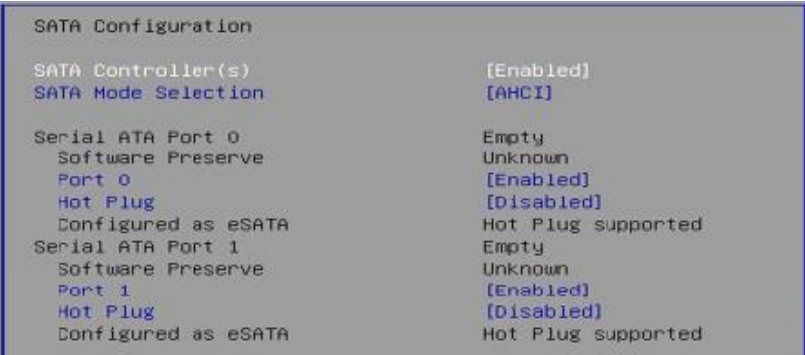 SATA Configuration
SATA Controller(s) [Enabled]
SATA Mode Selection [AHCI]
Serial ATA Port 0 Empty
Software Preserve Unknown
Port 0 [Enabled]
Hot Plug [Disabled]
Configured as eSATA Hot Plug supported
Serial ATA Port 1 Empty
Software Preserve Unknown
Port 1 [Enabled]
Hot Plug [Disabled]
Configured as eSATA Hot Plug supported